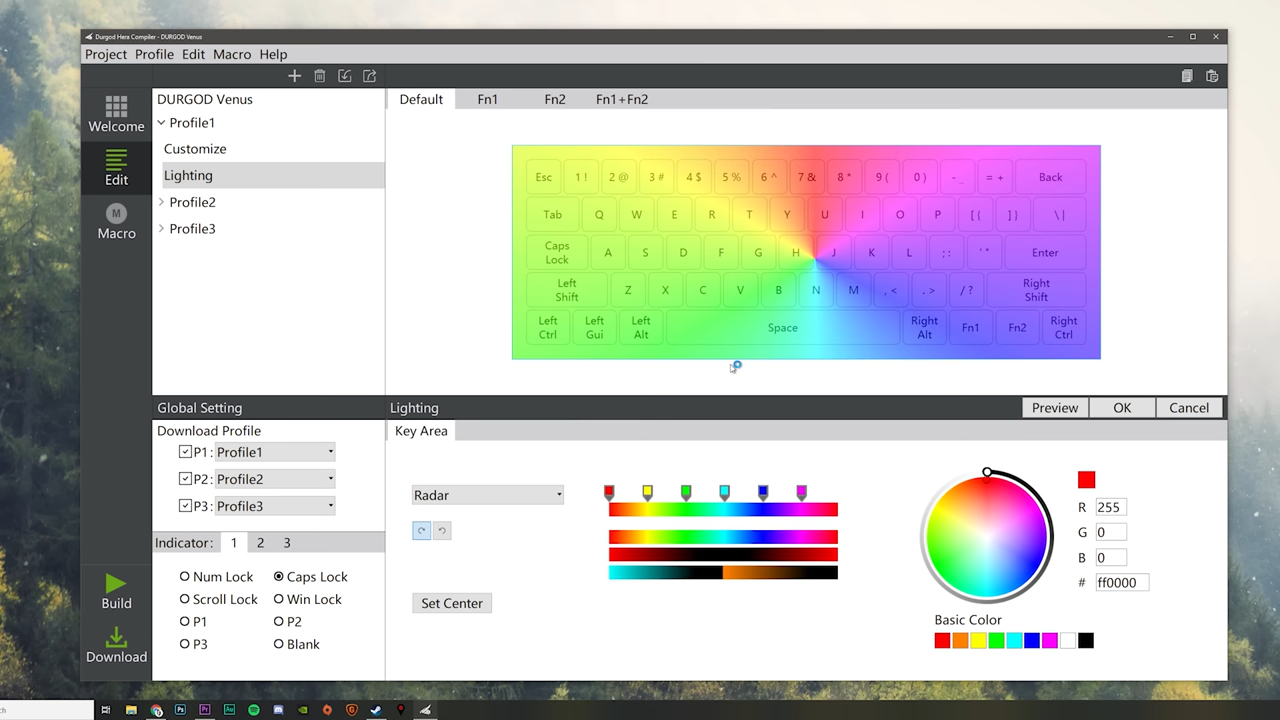 Durgod Hera Compiler - DURGOD Venus
Project Profile Edit Macro Help
DURGOD Venus
Profile1
Customize
Lighting
Profile2
Profile3
Welcome
Edit
M
Macro
Build
Download
Default Fn1 Fn2 Fn1+Fn2
Esc 1 ! 2 @ 3 # 4 $ 5 % 6 ^ 7 & 8 * 9 ( 0 ) - _ = + Back
Tab Q W E R T Y U I O P [ { ] } \ |
Caps Lock A S D F G H J K L ; : ' " Enter
Left Shift Z X C V B N M , < . > / ? Right Shift
Left Ctrl Left Gui Left Alt Space Right Alt Fn1 Fn2 Right Ctrl
Global Setting
Download Profile
P1 : Profile1
P2 : Profile2
P3 : Profile3
Indicator: 1 2 3
Num Lock Caps Lock
Scroll Lock Win Lock
P1 P2
P3 Blank
Lighting Preview OK Cancel
Key Area
Radar
Set Center
R 255
G 0
B 0
# ff0000
Basic Color
ch